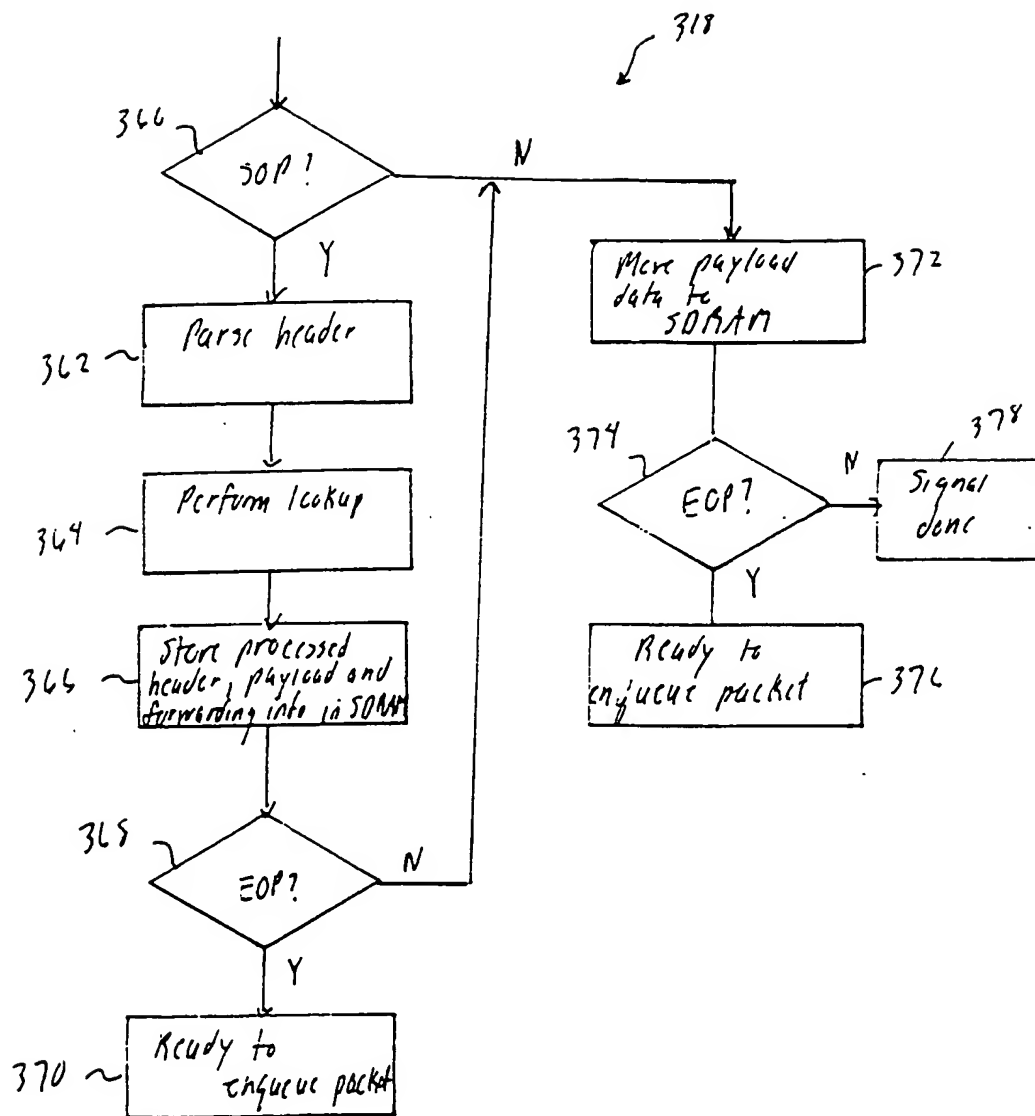 318
360
SOP?
N
Y
Move payload
data to
SDRAM
372
Parse header
362
374
EOP?
N
378
Signal
done
Y
Perform lookup
364
Ready to
enqueue packet
376
Store processed
header, payload and
forwarding info in SDRAM
366
368
EOP?
N
Y
Ready to
enqueue packet
370